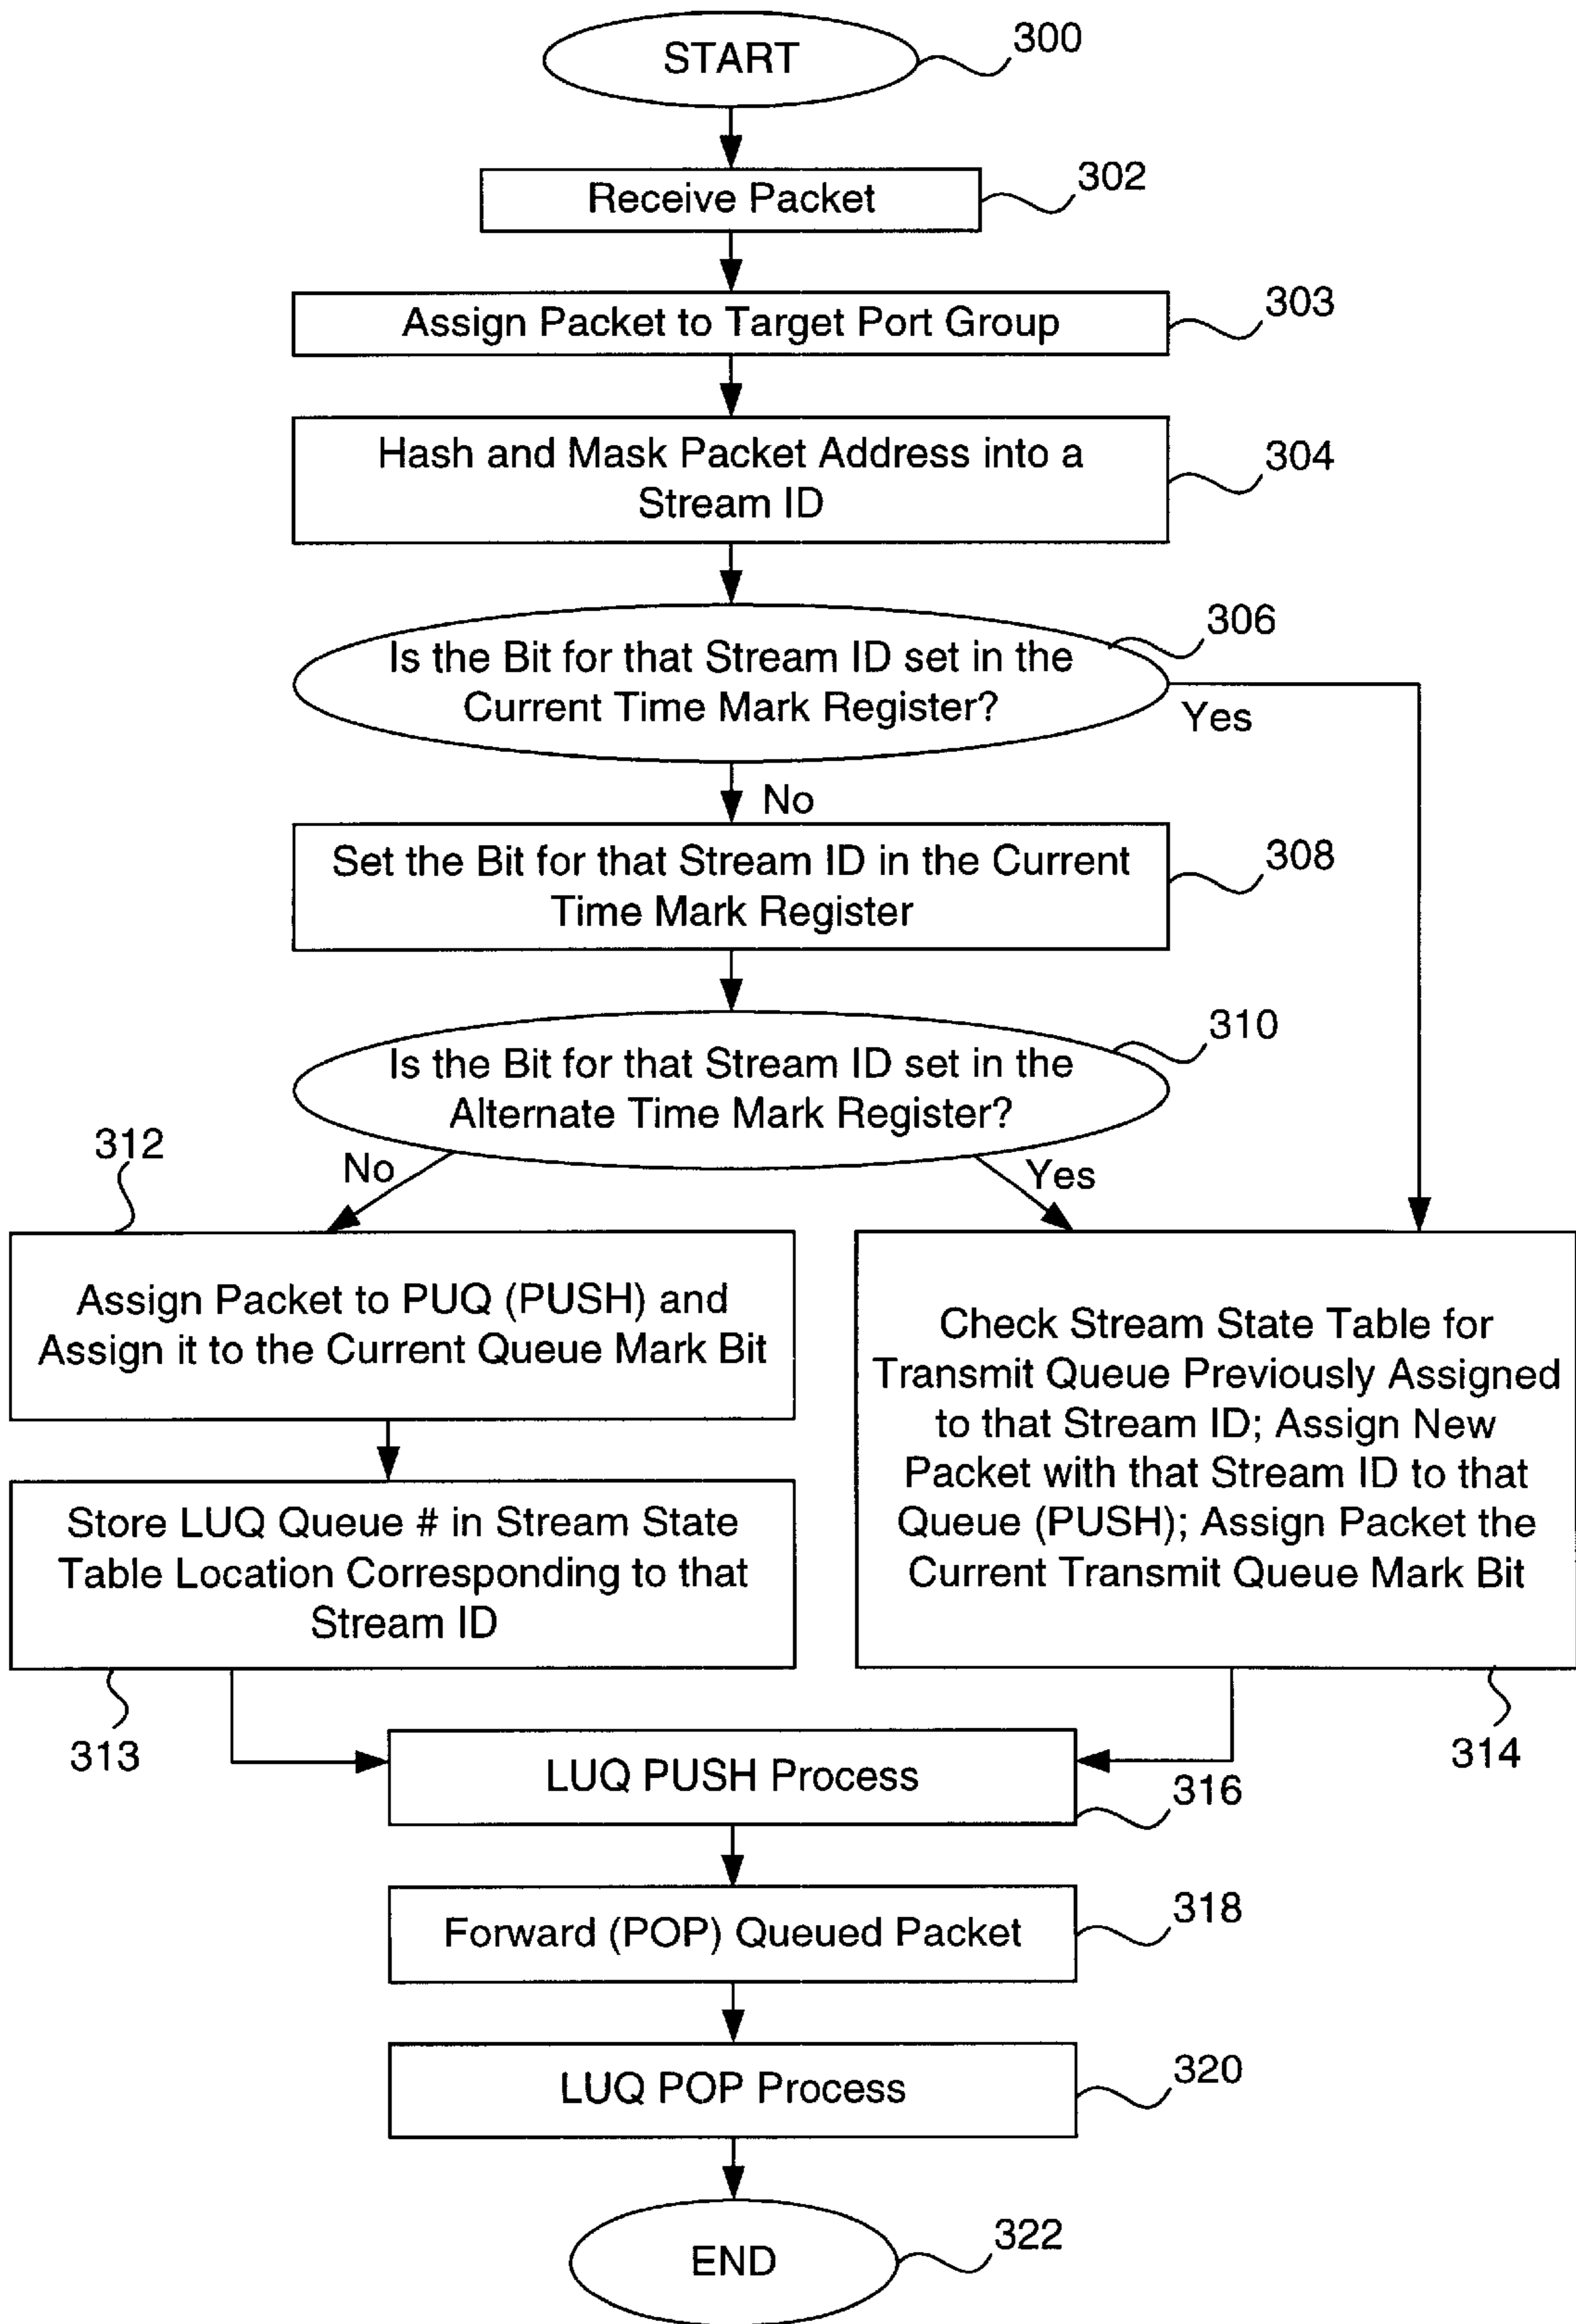 START
300
Receive Packet
302
Assign Packet to Target Port Group
303
Hash and Mask Packet Address into a
Stream ID
304
Is the Bit for that Stream ID set in the
Current Time Mark Register?
306
Yes
No
Set the Bit for that Stream ID in the Current
Time Mark Register
308
Is the Bit for that Stream ID set in the
Alternate Time Mark Register?
310
No
Yes
312
Assign Packet to PUQ (PUSH) and
Assign it to the Current Queue Mark Bit
Store LUQ Queue # in Stream State
Table Location Corresponding to that
Stream ID
313
Check Stream State Table for
Transmit Queue Previously Assigned
to that Stream ID; Assign New
Packet with that Stream ID to that
Queue (PUSH); Assign Packet the
Current Transmit Queue Mark Bit
314
LUQ PUSH Process
316
Forward (POP) Queued Packet
318
LUQ POP Process
320
END
322